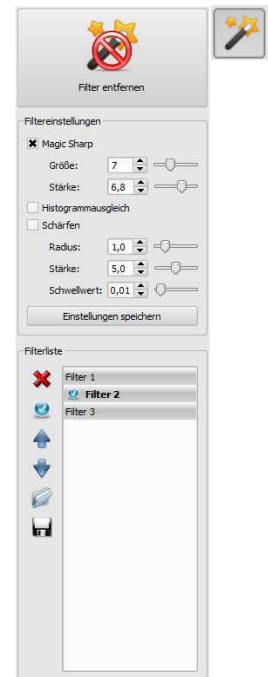 Filter entfernen
Filtereinstellungen
Magic Sharp
Größe: 7
Stärke: 6,8
Histogrammausgleich
Schärfen
Radius: 1,0
Stärke: 5,0
Schwellwert: 0,01
Einstellungen speichern
Filterliste
Filter 1
Filter 2
Filter 3